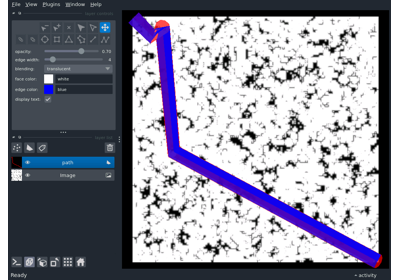 File View Plugins Window Help
opacity: 0.70
edge width:
blending: translucent
face color: white
edge color: blue
display text:
path
Image
Ready
activity